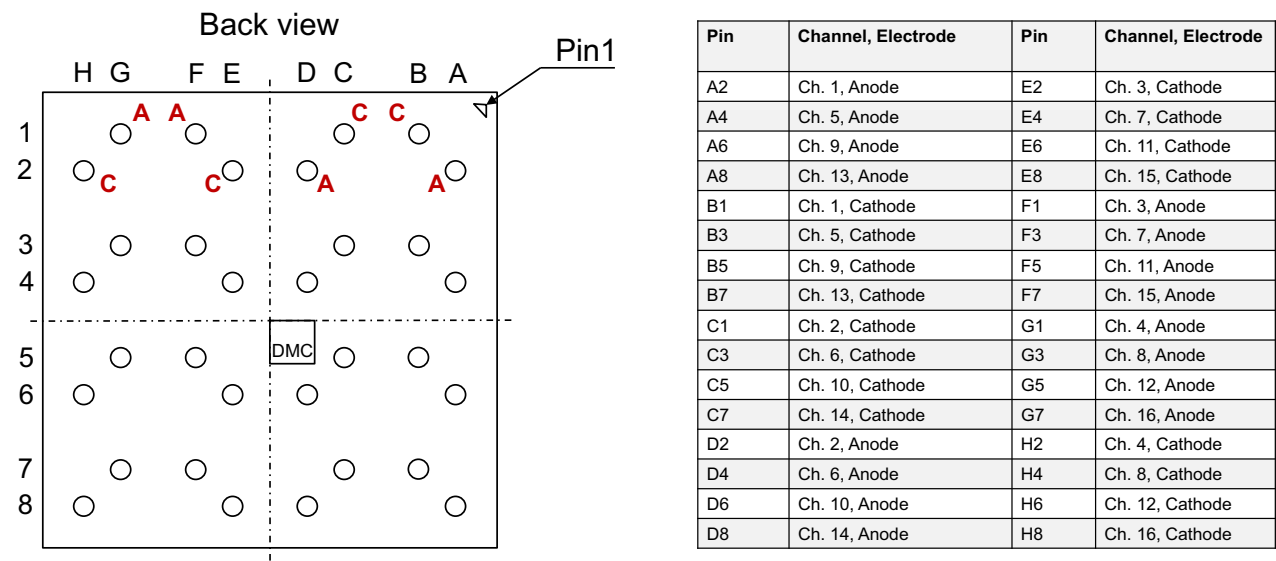 Back view
Pin1
H G F E D C B A
A A C C
1
2
C C A A
3
4
DMC
5
6
7
8
Pin Channel, Electrode Pin Channel, Electrode
A2 Ch. 1, Anode E2 Ch. 3, Cathode
A4 Ch. 5, Anode E4 Ch. 7, Cathode
A6 Ch. 9, Anode E6 Ch. 11, Cathode
A8 Ch. 13, Anode E8 Ch. 15, Cathode
B1 Ch. 1, Cathode F1 Ch. 3, Anode
B3 Ch. 5, Cathode F3 Ch. 7, Anode
B5 Ch. 9, Cathode F5 Ch. 11, Anode
B7 Ch. 13, Cathode F7 Ch. 15, Anode
C1 Ch. 2, Cathode G1 Ch. 4, Anode
C3 Ch. 6, Cathode G3 Ch. 8, Anode
C5 Ch. 10, Cathode G5 Ch. 12, Anode
C7 Ch. 14, Cathode G7 Ch. 16, Anode
D2 Ch. 2, Anode H2 Ch. 4, Cathode
D4 Ch. 6, Anode H4 Ch. 8, Cathode
D6 Ch. 10, Anode H6 Ch. 12, Cathode
D8 Ch. 14, Anode H8 Ch. 16, Cathode